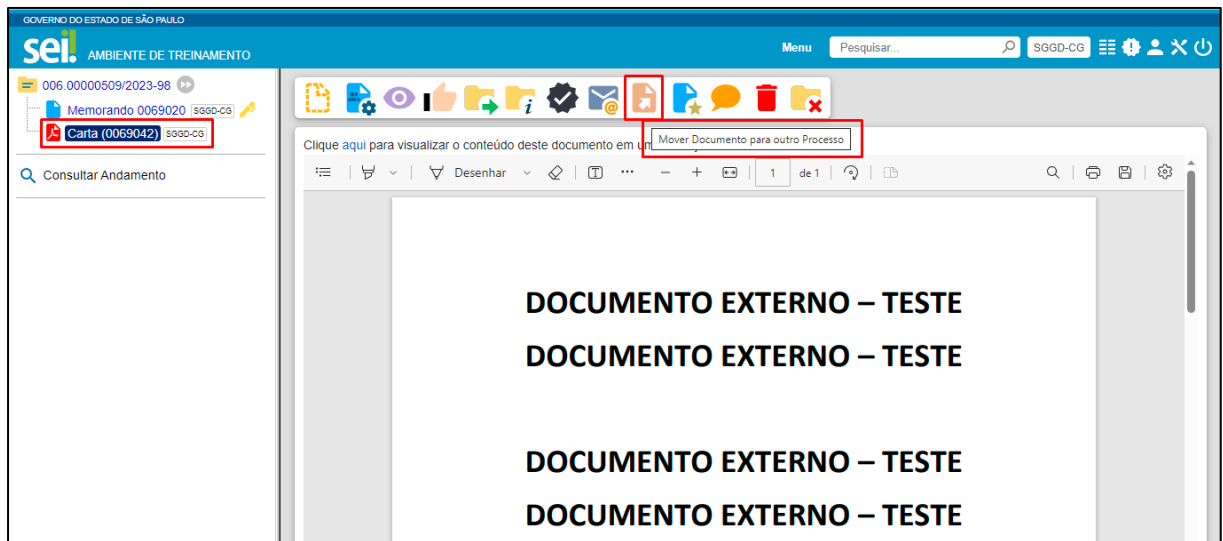 GOVERNO DO ESTADO DE SÃO PAULO
sei! AMBIENTE DE TREINAMENTO
Menu Pesquisar... SGGD-CG
006.00000509/2023-98
Memorando 0069020 SGGD-CG
Carta (0069042) SGGD-CG
Consultar Andamento
Mover Documento para outro Processo
Clique aqui para visualizar o conteúdo deste documento em
Desenhar 1 de 1
DOCUMENTO EXTERNO – TESTE
DOCUMENTO EXTERNO – TESTE
DOCUMENTO EXTERNO – TESTE
DOCUMENTO EXTERNO – TESTE